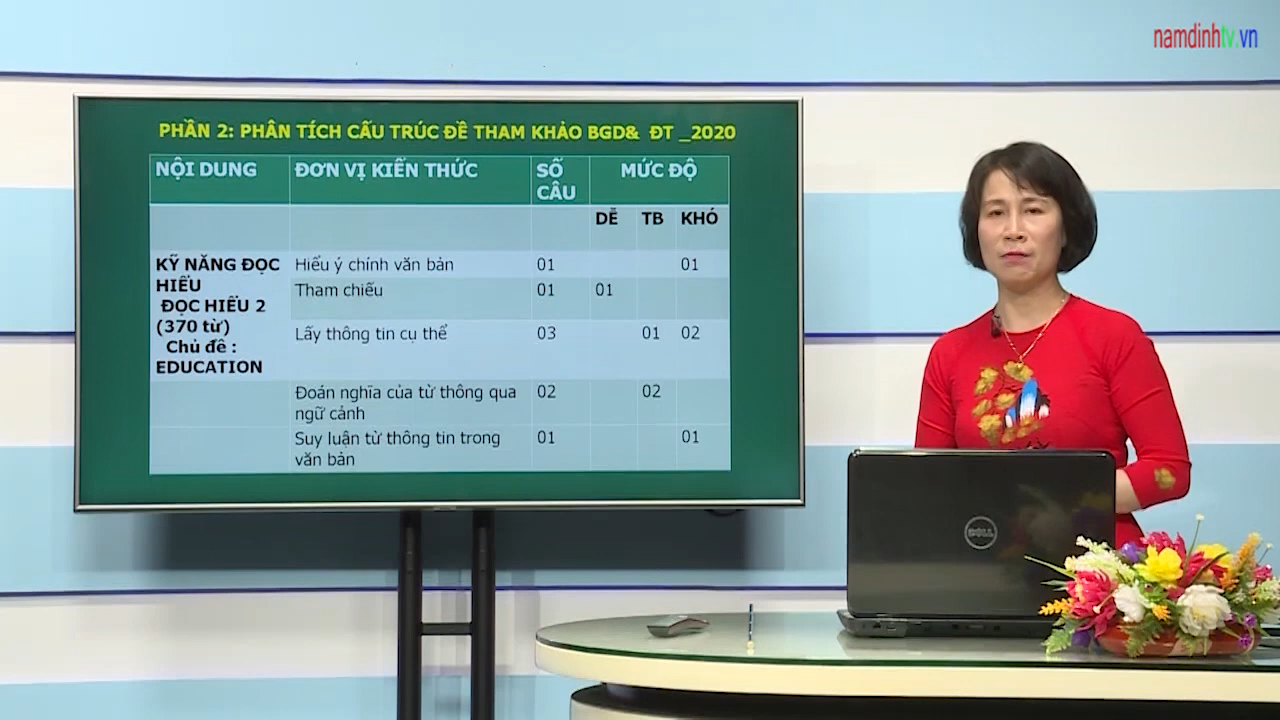 namdinhtv.vn
PHẦN 2: PHÂN TÍCH CẤU TRÚC ĐỀ THAM KHẢO BGD& ĐT _2020
NỘI DUNG ĐƠN VỊ KIẾN THỨC SỐ CÂU MỨC ĐỘ
DỄ TB KHÓ
KỸ NĂNG ĐỌC
HIỂU
ĐỌC HIỂU 2
(370 từ)
Chủ đề :
EDUCATION
Hiểu ý chính văn bản 01 01
Tham chiếu 01 01
Lấy thông tin cụ thể 03 01 02
Đoán nghĩa của từ thông qua
ngữ cảnh 02 02
Suy luận từ thông tin trong
văn bản 01 01
DELL